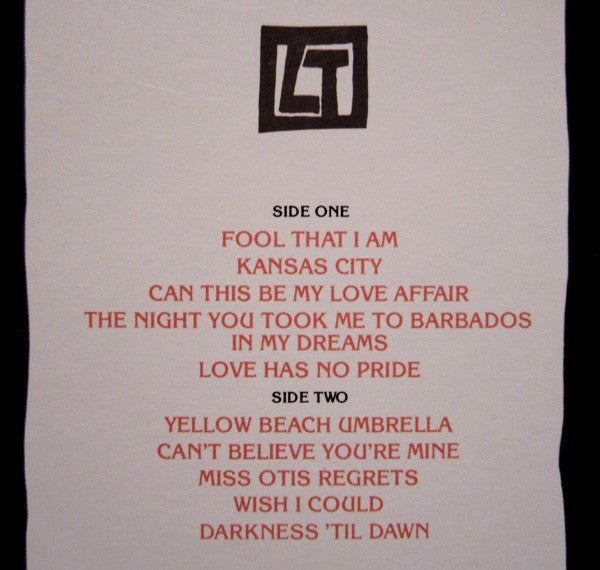 LT
SIDE ONE
FOOL THAT I AM
KANSAS CITY
CAN THIS BE MY LOVE AFFAIR
THE NIGHT YOU TOOK ME TO BARBADOS
IN MY DREAMS
LOVE HAS NO PRIDE
SIDE TWO
YELLOW BEACH UMBRELLA
CAN'T BELIEVE YOU'RE MINE
MISS OTIS REGRETS
WISH I COULD
DARKNESS 'TIL DAWN